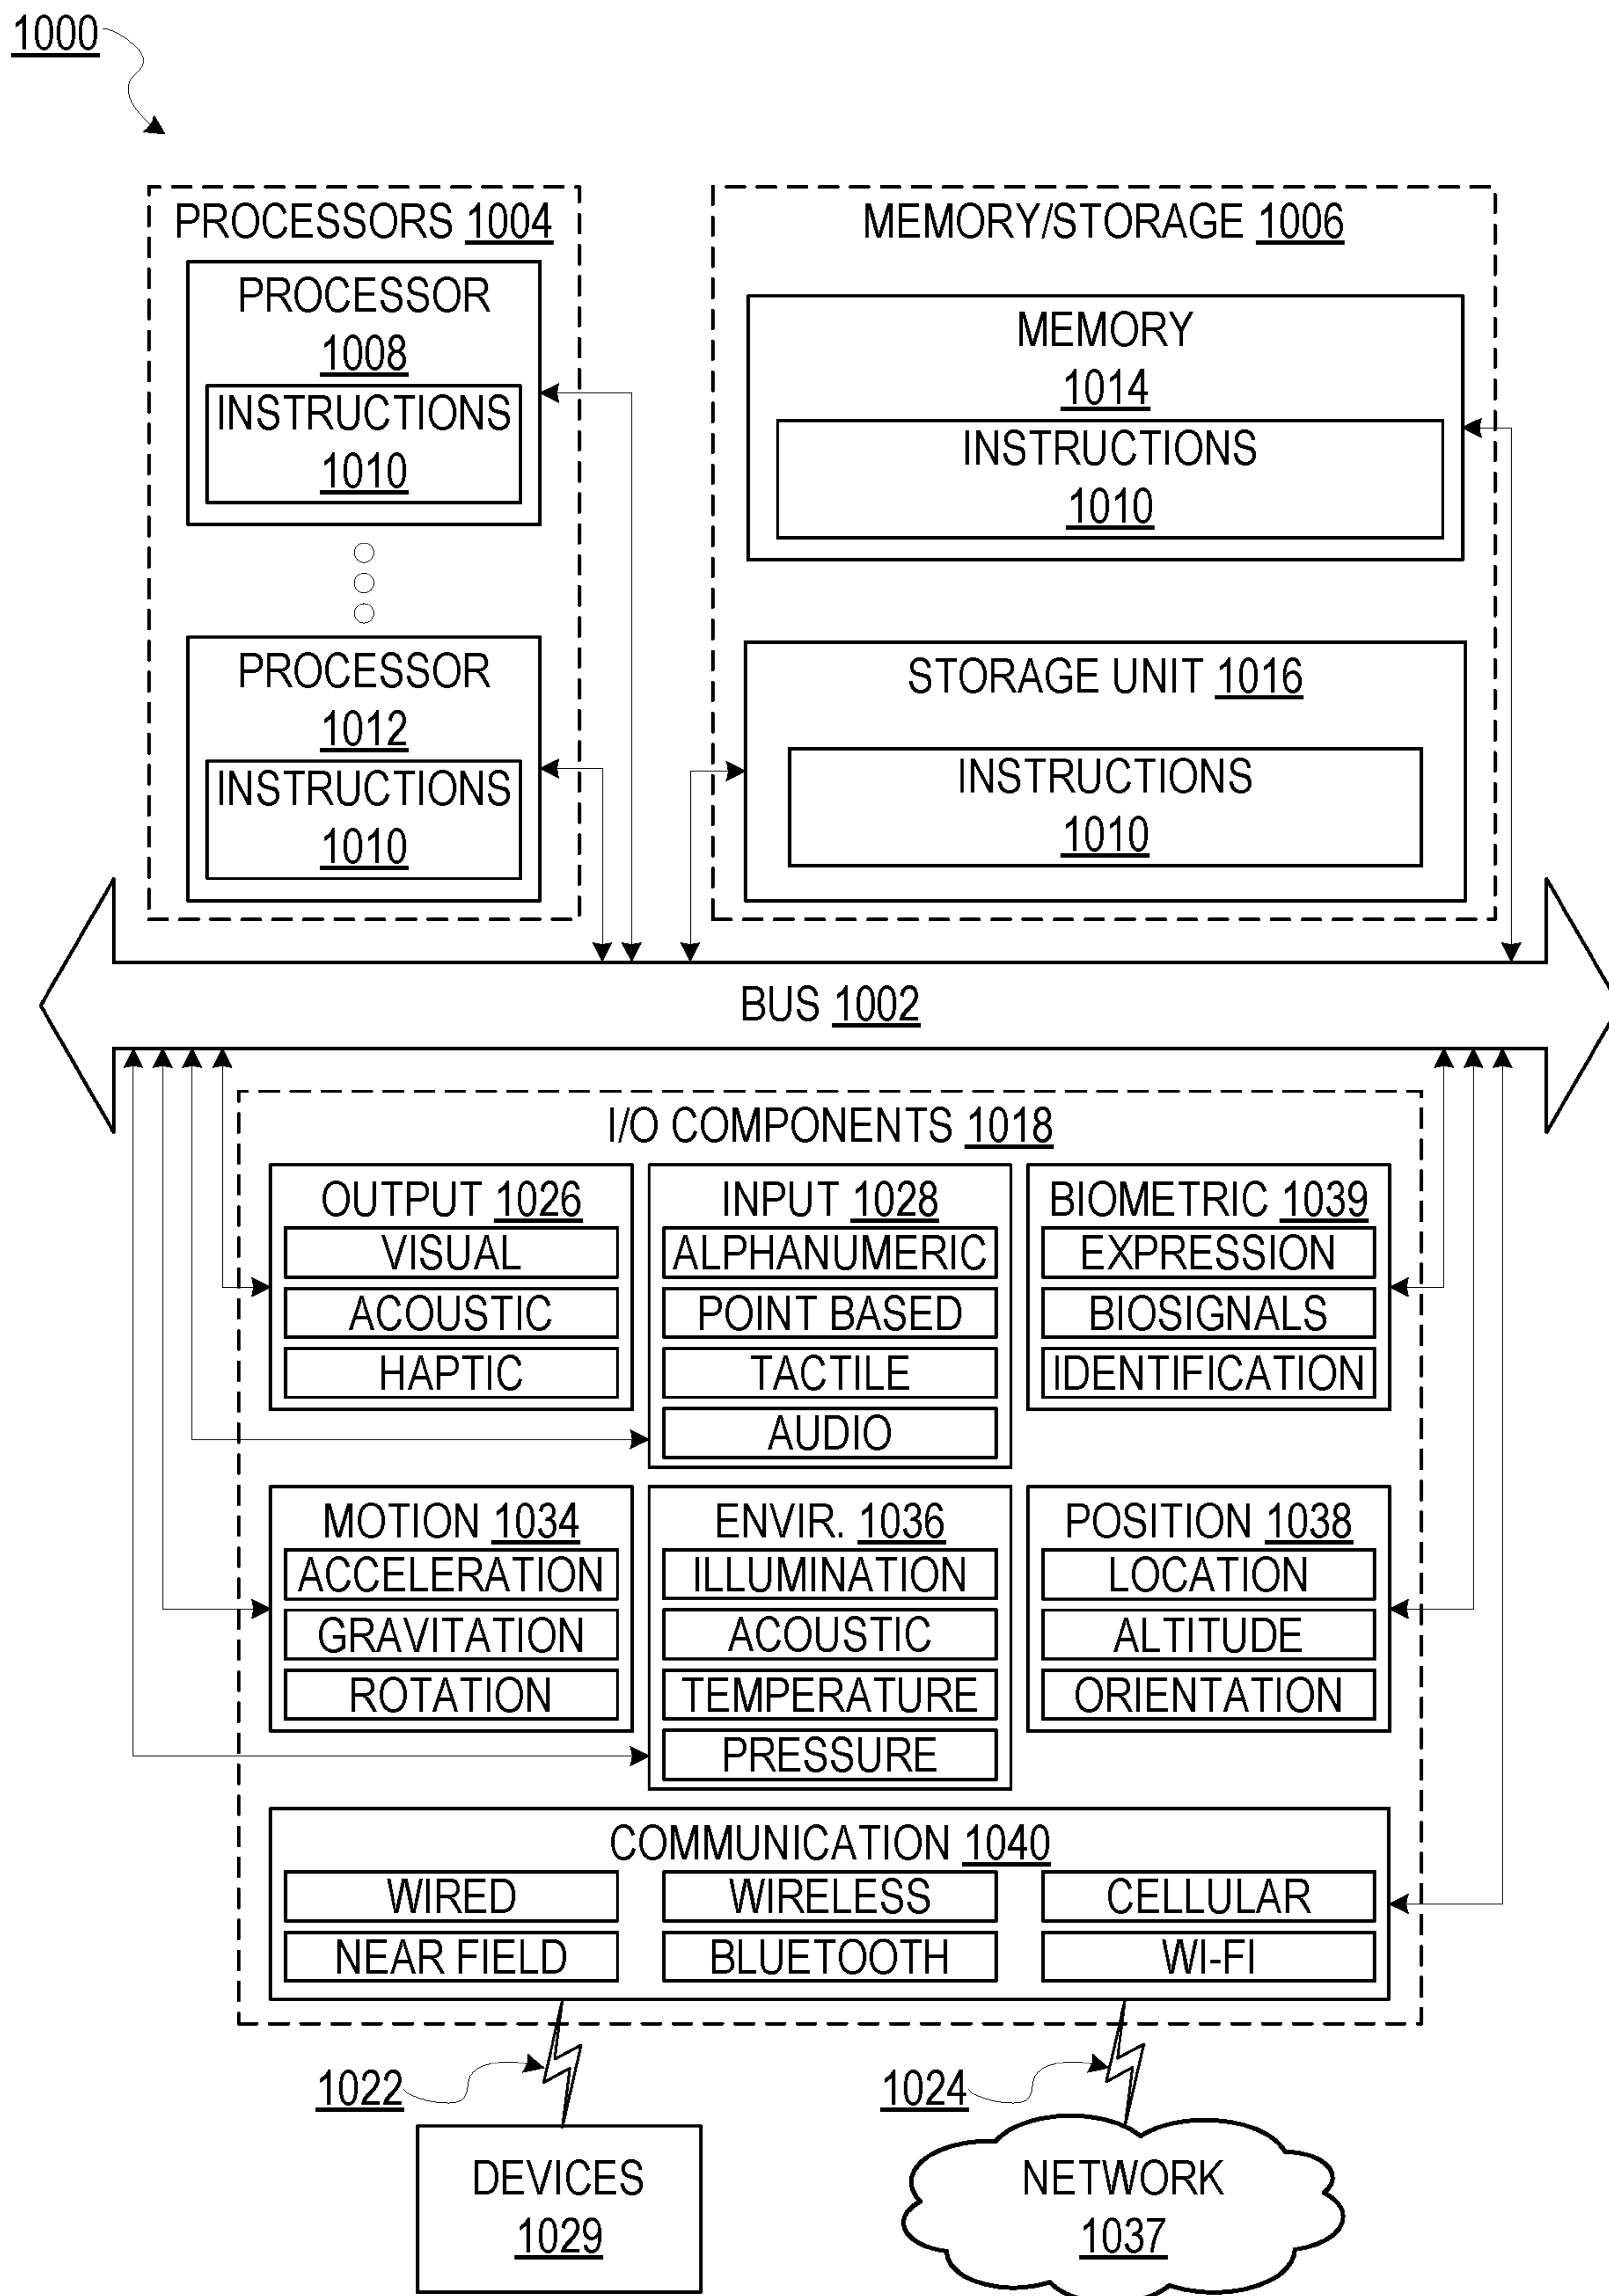 1000
PROCESSORS 1004
PROCESSOR
1008
INSTRUCTIONS
1010
PROCESSOR
1012
INSTRUCTIONS
1010
MEMORY/STORAGE 1006
MEMORY
1014
INSTRUCTIONS
1010
STORAGE UNIT 1016
INSTRUCTIONS
1010
BUS 1002
I/O COMPONENTS 1018
OUTPUT 1026
VISUAL
ACOUSTIC
HAPTIC
INPUT 1028
ALPHANUMERIC
POINT BASED
TACTILE
AUDIO
BIOMETRIC 1039
EXPRESSION
BIOSIGNALS
IDENTIFICATION
MOTION 1034
ACCELERATION
GRAVITATION
ROTATION
ENVIR. 1036
ILLUMINATION
ACOUSTIC
TEMPERATURE
PRESSURE
POSITION 1038
LOCATION
ALTITUDE
ORIENTATION
COMMUNICATION 1040
WIRED
WIRELESS
CELLULAR
NEAR FIELD
BLUETOOTH
WI-FI
1022
1024
DEVICES
1029
NETWORK
1037